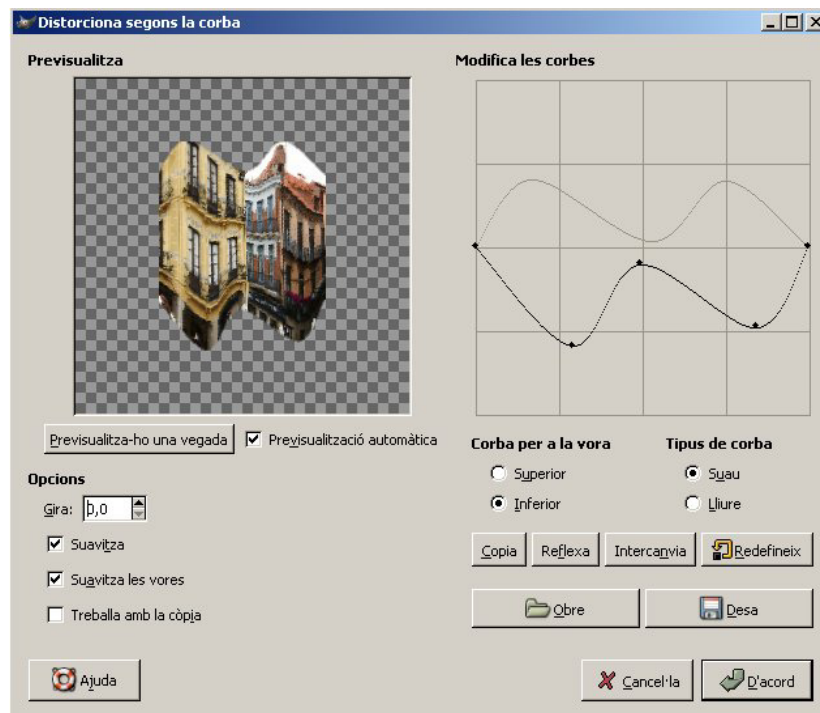 Distorciona segons la corba
Previsualitza
Modifica les corbes
Previsualitza-ho una vegada
Previsualització automàtica
Corba per a la vora
Tipus de corba
Superior
Suau
Opcions
Gira: 0,0
Inferior
Lliure
Suavitza
Copia
Reflexa
Intercanvia
Redefineix
Suavitza les vores
Treballa amb la còpia
Obre
Desa
Ajuda
Cancel·la
D'acord